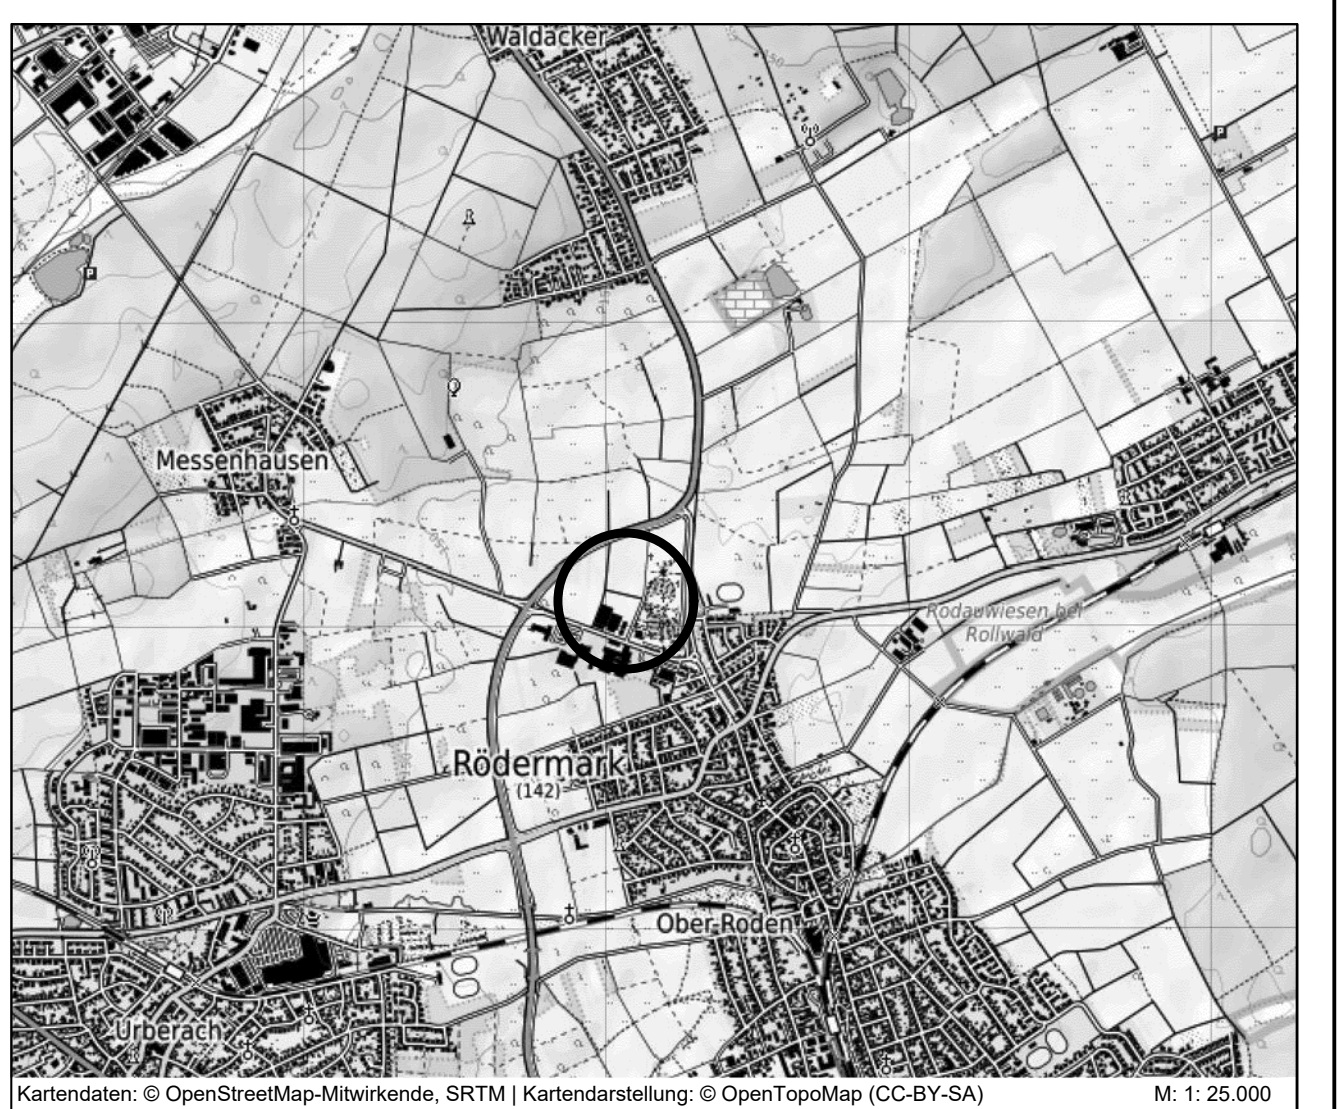 Waldacker
50
P
P
Messenhausen
Rodauwiesen bei
Rollwald
Rödermark
(142)
Ober-Roden
Urberach
Kartendaten: © OpenStreetMap-Mitwirkende, SRTM | Kartendarstellung: © OpenTopoMap (CC-BY-SA) M: 1: 25.000